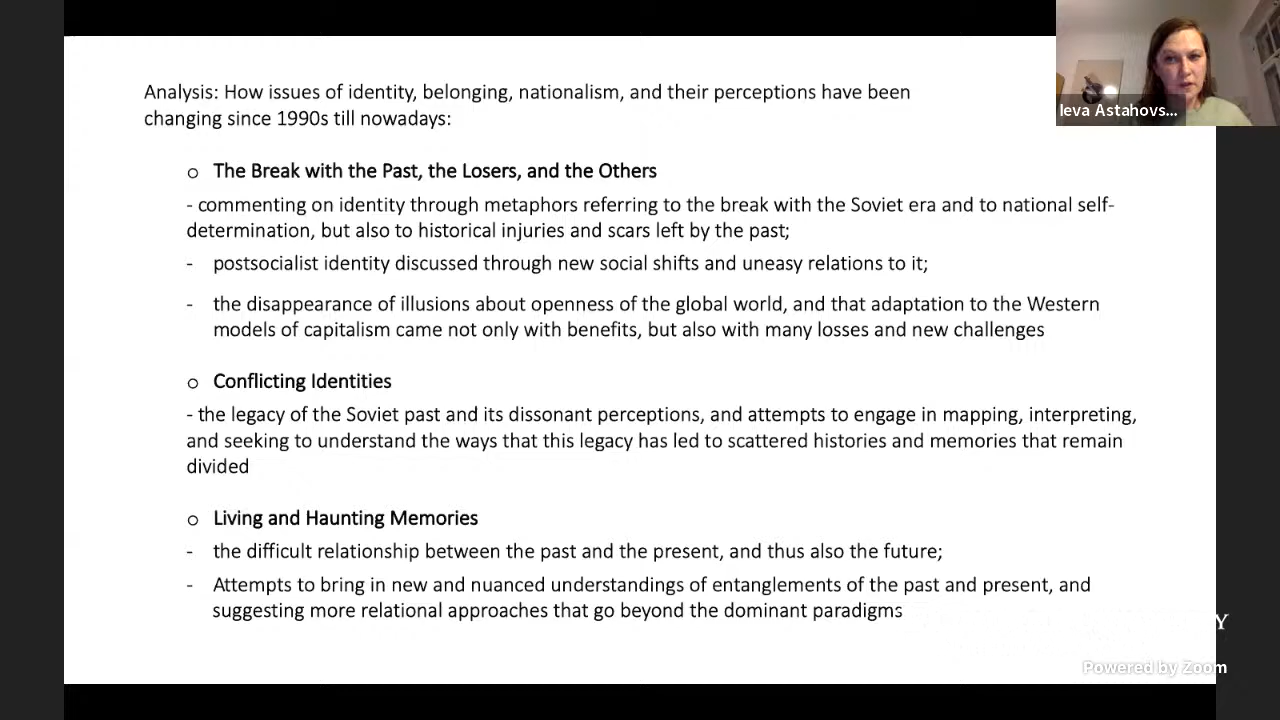 Analysis: How issues of identity, belonging, nationalism, and their perceptions have been
changing since 1990s till nowadays:
Ieva Astahovs...
o The Break with the Past, the Losers, and the Others
- commenting on identity through metaphors referring to the break with the Soviet era and to national self-
determination, but also to historical injuries and scars left by the past;
- postsocialist identity discussed through new social shifts and uneasy relations to it;
- the disappearance of illusions about openness of the global world, and that adaptation to the Western
models of capitalism came not only with benefits, but also with many losses and new challenges
o Conflicting Identities
- the legacy of the Soviet past and its dissonant perceptions, and attempts to engage in mapping, interpreting,
and seeking to understand the ways that this legacy has led to scattered histories and memories that remain
divided
o Living and Haunting Memories
- the difficult relationship between the past and the present, and thus also the future;
- Attempts to bring in new and nuanced understandings of entanglements of the past and present, and
suggesting more relational approaches that go beyond the dominant paradigms
Y
Powered by Zoom